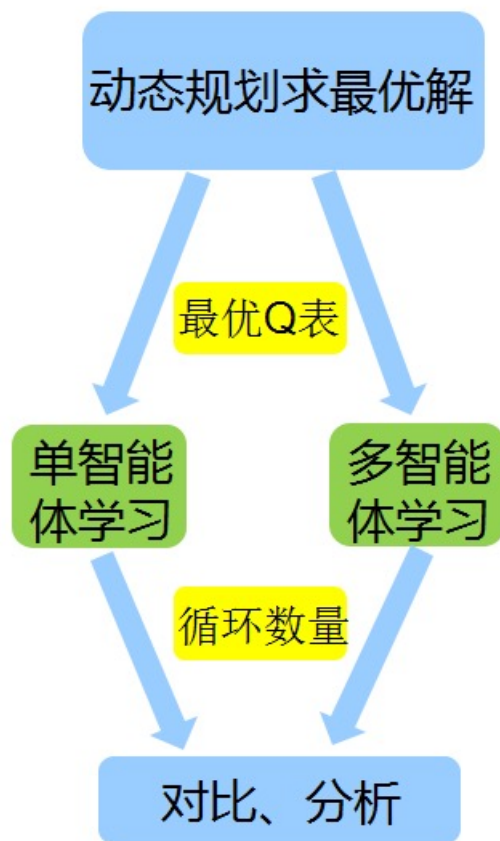 动态规划求最优解
最优Q表
单智能
体学习
多智能
体学习
循环数量
对比、分析